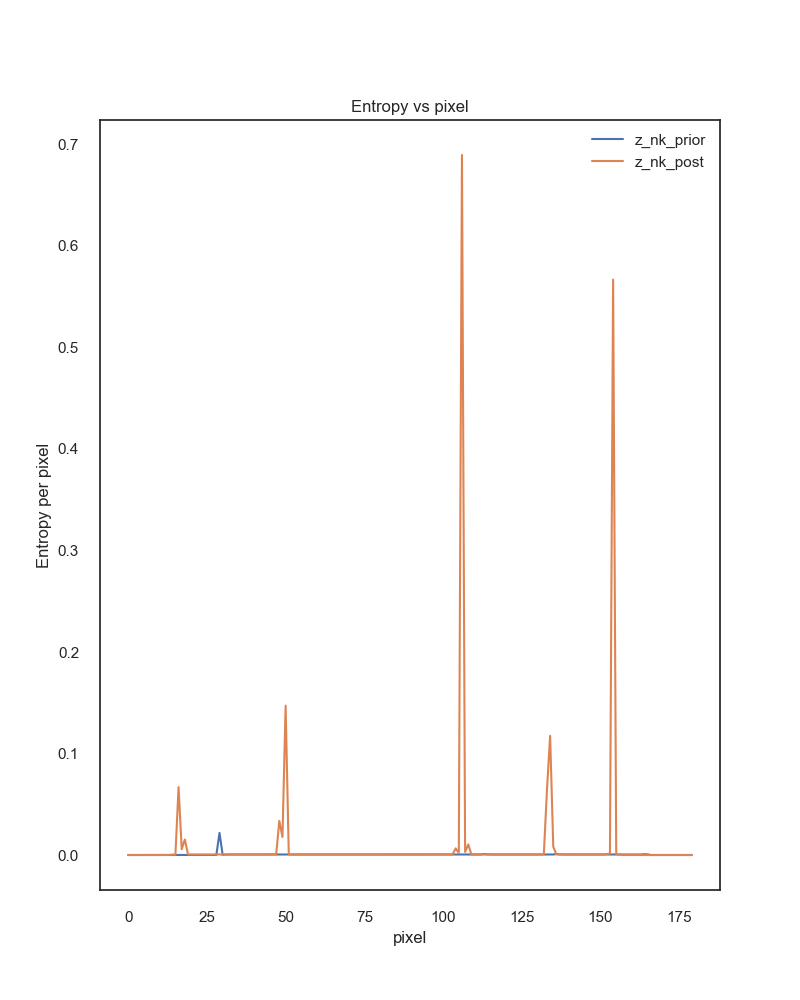 Entropy vs pixel
z_nk_prior
z_nk_post
0.7
0.6
0.5
0.4
0.3
0.2
0.1
0.0
Entropy per pixel
0 25 50 75 100 125 150 175
pixel